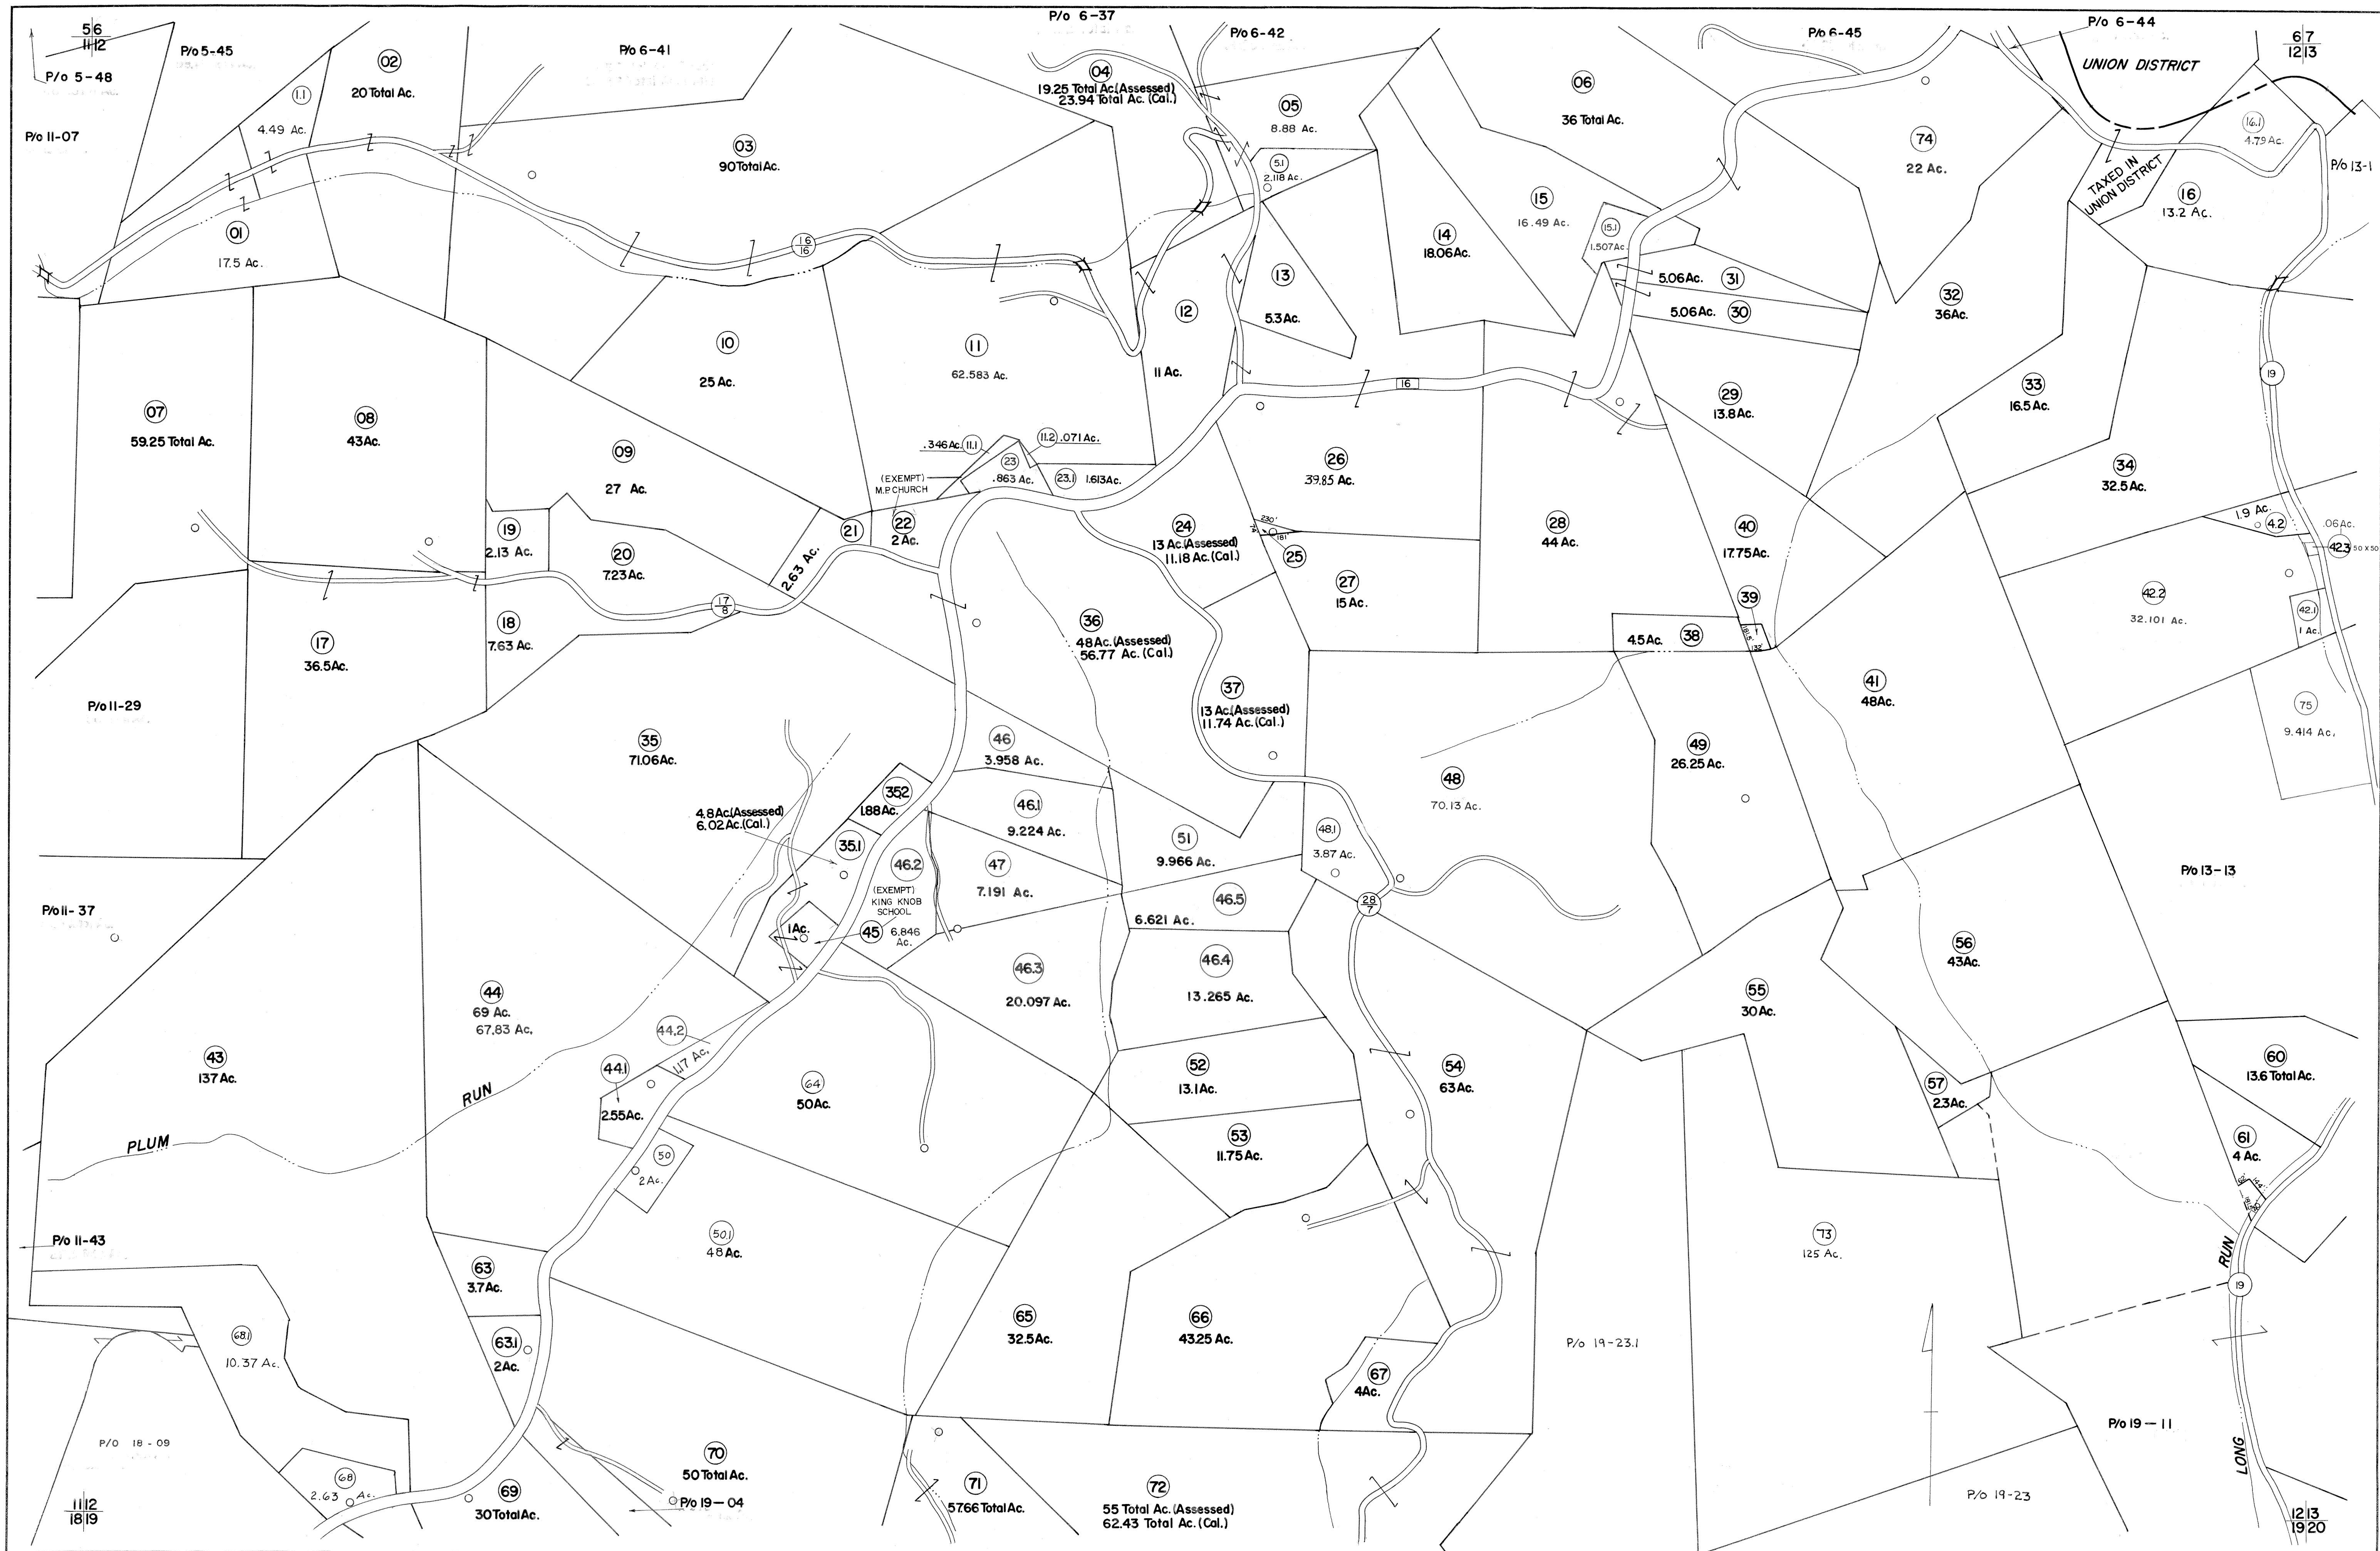 5 6
11 12
P/o 5-45
P/o 5-48
P/o 11-07
1.1
4.49 Ac.
02
20 Total Ac.
P/o 6-41
P/o 6-37
P/o 6-42
P/o 6-45
P/o 6-44
6 7
12 13
UNION DISTRICT
01
17.5 Ac.
03
90 Total Ac.
16
16
04
19.25 Total Ac.(Assessed)
23.94 Total Ac. (Cal.)
05
8.88 Ac.
5.1
2.118 Ac.
06
36 Total Ac.
74
22 Ac.
16.1
4.79 Ac.
P/o 13-1
TAXED IN
UNION DISTRICT
16
13.2 Ac.
15
16.49 Ac.
15.1
1.507 Ac.
14
18.06 Ac.
13
5.3 Ac.
12
11 Ac.
5.06 Ac.
31
5.06 Ac.
30
32
36 Ac.
19
07
59.25 Total Ac.
08
43 Ac.
09
27 Ac.
10
25 Ac.
11
62.583 Ac.
16
29
13.8 Ac.
33
16.5 Ac.
.346 Ac.
11.1
11.2
.071 Ac.
(EXEMPT)
M.P. CHURCH
23
.863 Ac.
23.1
1.613 Ac.
26
39.85 Ac.
34
32.5 Ac.
19
2.13 Ac.
20
7.23 Ac.
21
2.63 Ac.
22
2 Ac.
24
13 Ac.(Assessed)
11.18 Ac.(Cal.)
230'
181'
25
28
44 Ac.
40
17.75 Ac.
1.9 Ac.
4.2
.06 Ac.
42.3
50 X 50
17
8
27
15 Ac.
39
132'
42.2
32.101 Ac.
42.1
1 Ac.
17
36.5 Ac.
18
7.63 Ac.
36
48 Ac.(Assessed)
56.77 Ac. (Cal.)
4.5 Ac.
38
P/o 11-29
37
13 Ac.(Assessed)
11.74 Ac.(Cal.)
41
48 Ac.
75
9.414 Ac.
35
71.06 Ac.
46
3.958 Ac.
49
26.25 Ac.
48
70.13 Ac.
35.2
1.88 Ac.
4.8 Ac.(Assessed)
6.02 Ac.(Cal.)
35.1
46.1
9.224 Ac.
51
9.966 Ac.
48.1
3.87 Ac.
46.2
(EXEMPT)
KING KNOB
SCHOOL
47
7.191 Ac.
P/o 13-13
P/o 11-37
1 Ac.
45
6.846
Ac.
46.5
6.621 Ac.
28
7
56
43 Ac.
44
69 Ac.
67.83 Ac.
46.3
20.097 Ac.
46.4
13.265 Ac.
55
30 Ac.
44.2
1.17 Ac.
43
137 Ac.
44.1
2.55 Ac.
64
50 Ac.
52
13.1 Ac.
54
63 Ac.
57
2.3 Ac.
60
13.6 Total Ac.
PLUM
RUN
50
2 Ac.
53
11.75 Ac.
61
4 Ac.
P/o 11-43
50.1
48 Ac.
73
125 Ac.
63
3.7 Ac.
RUN
19
68.1
10.37 Ac.
63.1
2 Ac.
65
32.5 Ac.
66
43.25 Ac.
P/o 19-23.1
67
4 Ac.
P/o 19-11
P/O 18-09
70
50 Total Ac.
LONG
68
2.63 Ac.
69
30 Total Ac.
P/o 19-04
71
57.66 Total Ac.
72
55 Total Ac. (Assessed)
62.43 Total Ac. (Cal.)
P/o 19-23
11 12
18 19
12 13
19 20